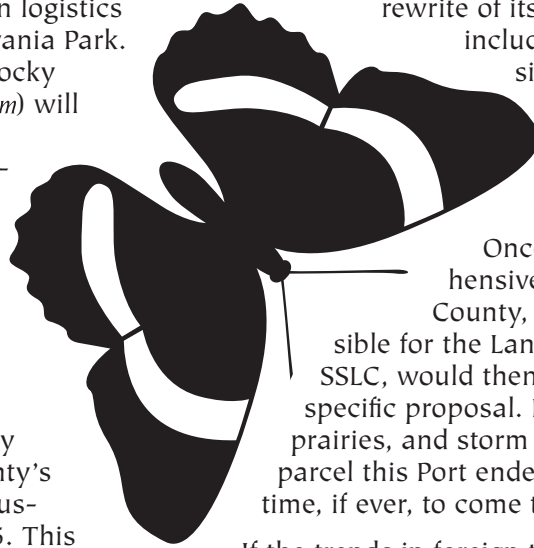 n logistics
ania Park.
ocky
m) will
–
y
nty's
us-
5. This
rewrite of its
includ
si
Onc
hensive
County,
sible for the Lan
SSLC, would then
specific proposal.
prairies, and storm
parcel this Port ende
time, if ever, to come t
If the trends in foreign t